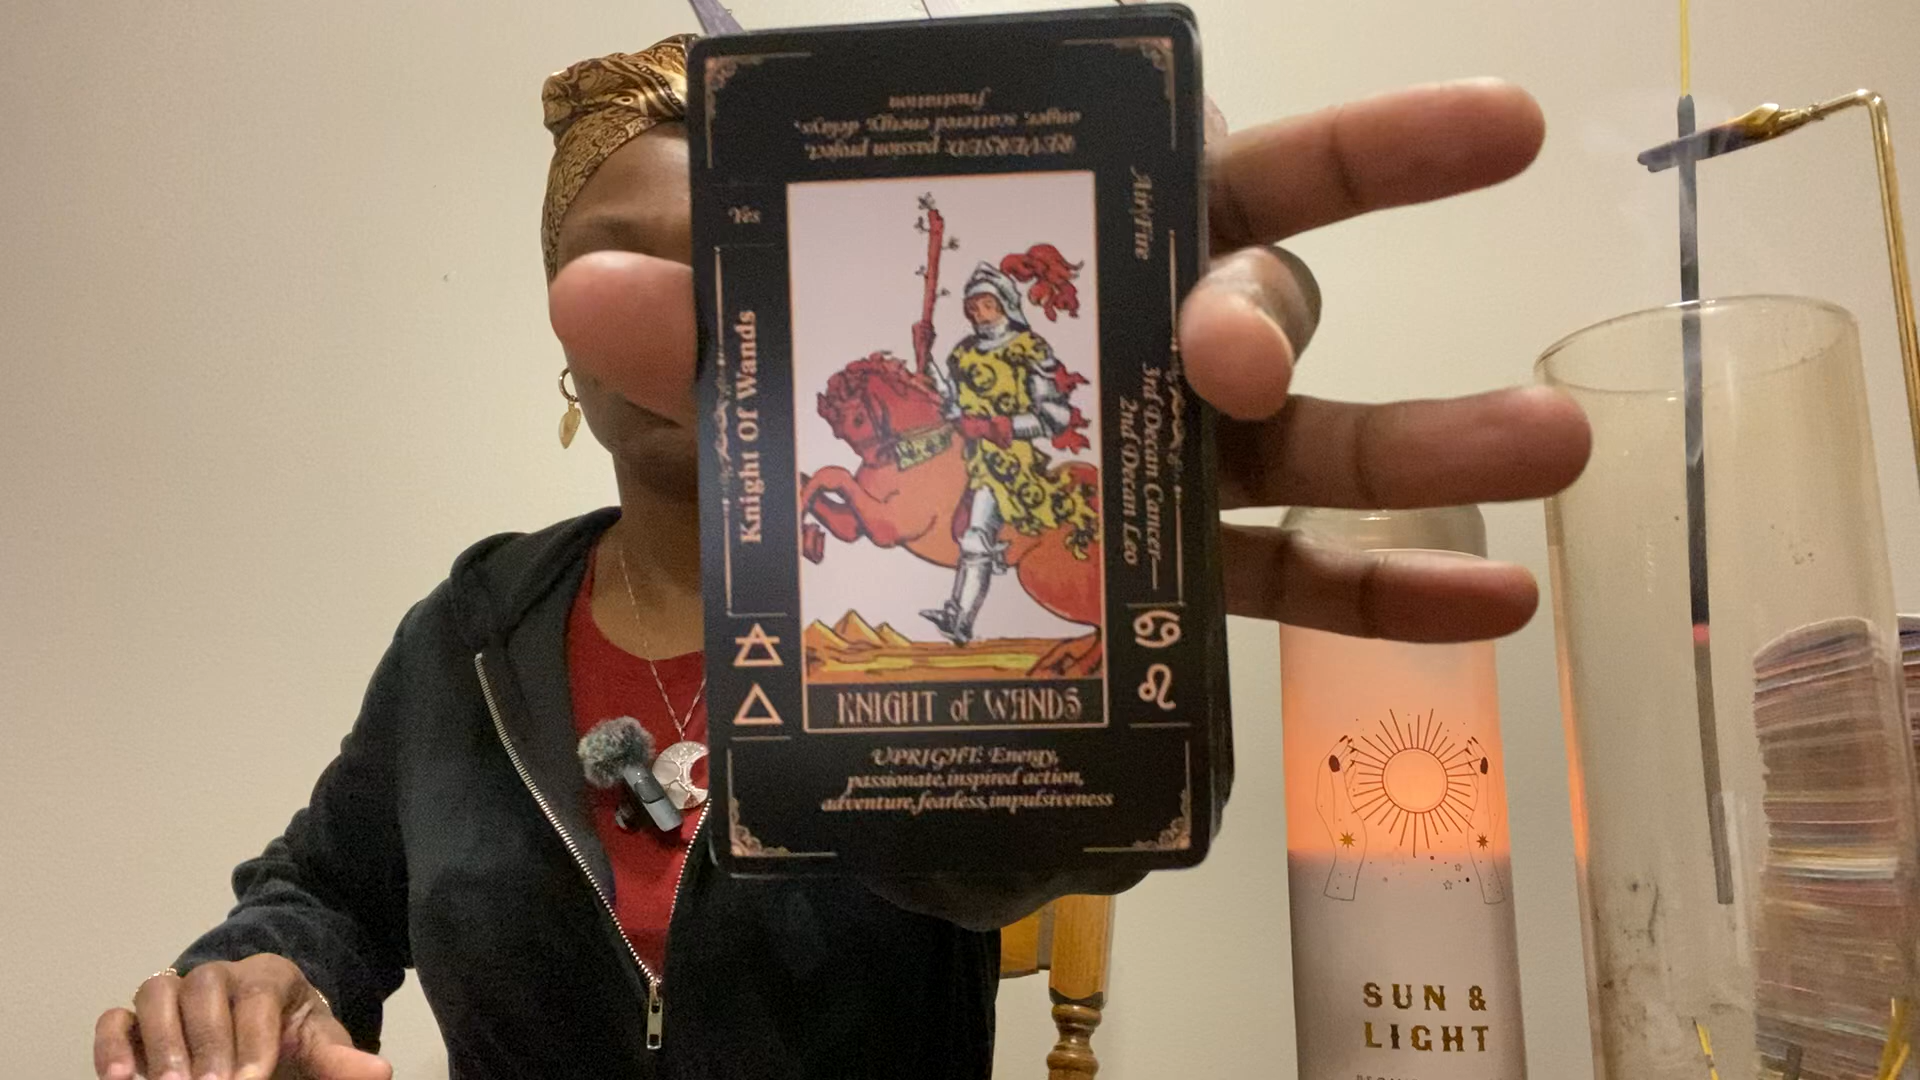 REVERSED: passion project,
anger, scattered energy, delays,
frustration
Yes
Air/Fire
Knight Of Wands
3rd Decan Cancer—
2nd Decan Leo
KNIGHT of WANDS
UPRIGHT: Energy,
passionate, inspired action,
adventure, fearless, impulsiveness
SUN &
LIGHT